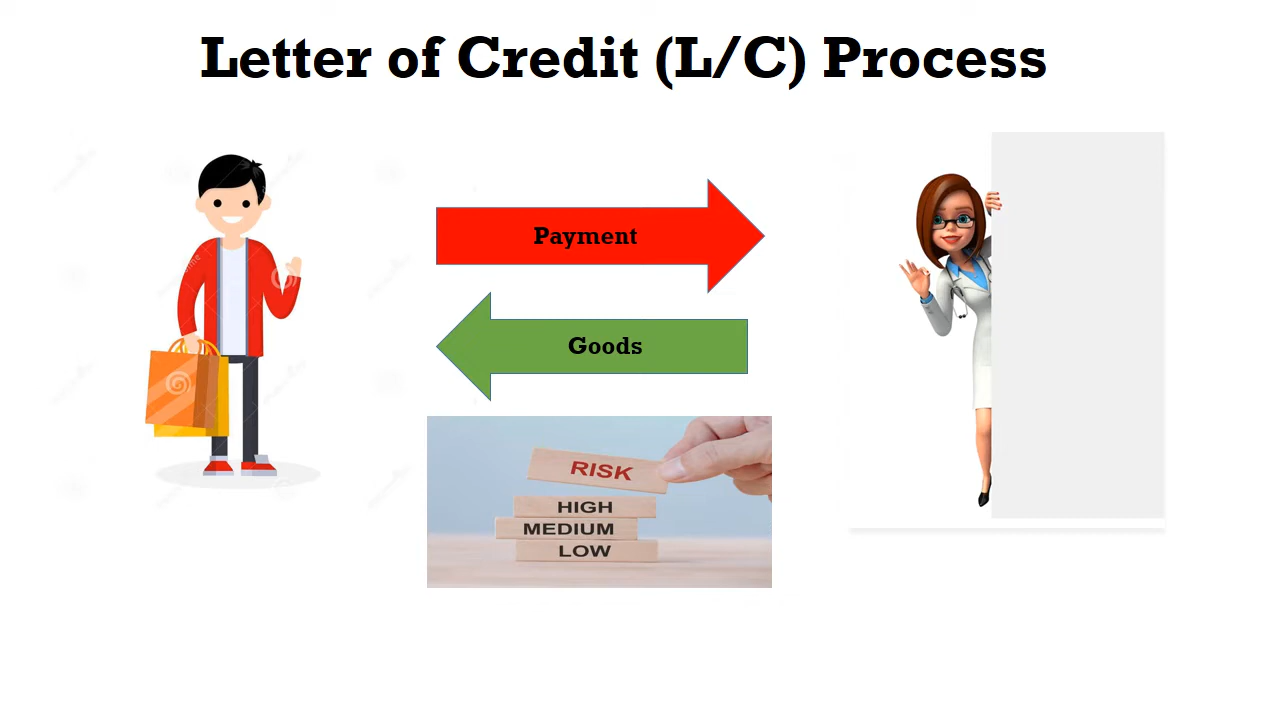 Letter of Credit (L/C) Process
Payment
Goods
RISK
HIGH
MEDIUM
LOW